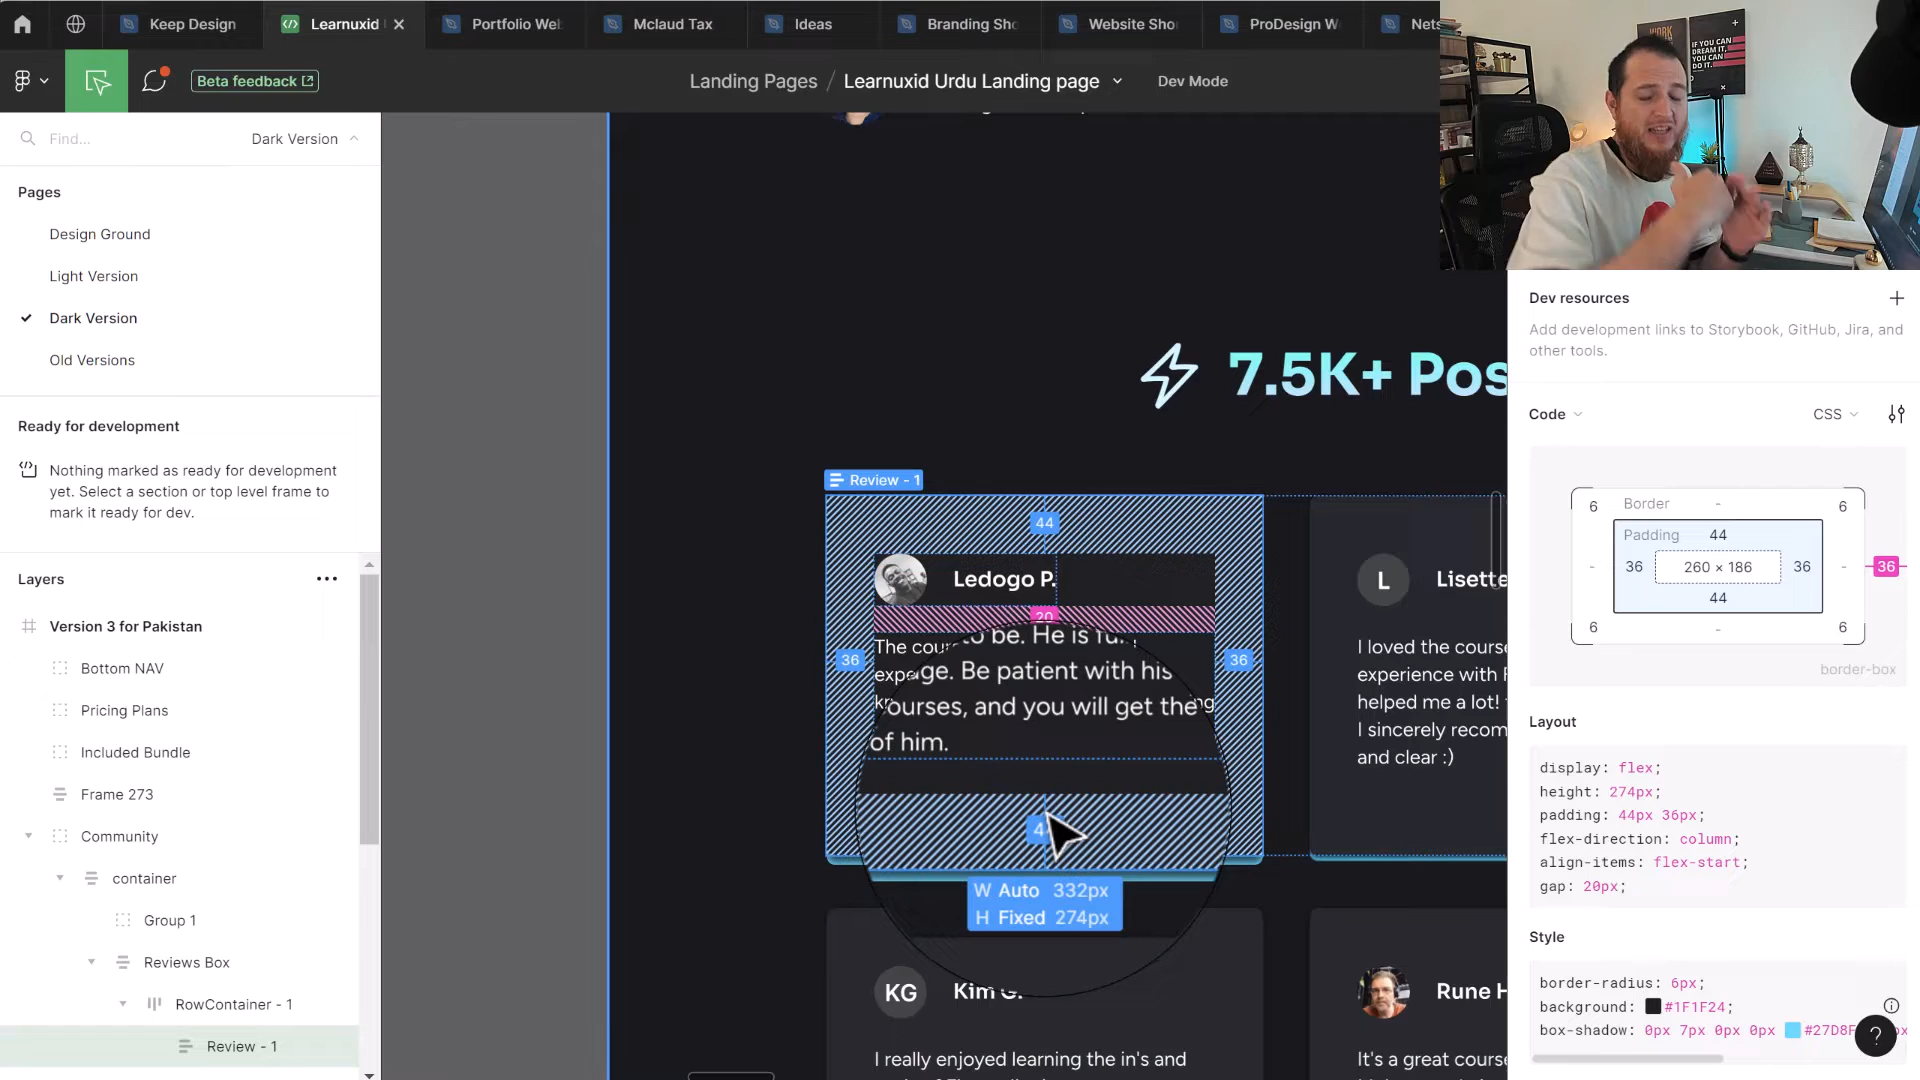 Keep Design
Learnuxid
Portfolio Web
Mclaud Tax
Ideas
Branding Sho
Website Shor
ProDesign W
Nets
WORK
IF YOU CAN
DREAM IT,
YOU CAN
DO IT.
Beta feedback
Landing Pages / Learnuxid Urdu Landing page
Dev Mode
Find...
Dark Version
Pages
Design Ground
Light Version
Dark Version
Old Versions
Ready for development
Nothing marked as ready for development
yet. Select a section or top level frame to
mark it ready for dev.
Layers
Version 3 for Pakistan
Bottom NAV
Pricing Plans
Included Bundle
Frame 273
Community
container
Group 1
Reviews Box
RowContainer - 1
Review - 1
7.5K+ Pos
Review - 1
44
Ledogo P.
20
36
36
The cour
to be. He is
expe
ge. Be patient with his
ourses, and you will get the
ng
of him.
W Auto 332px
H Fixed 274px
L
Lisette
I loved the course
experience with
helped me a lot!
I sincerely recom
and clear :)
KG
Kim G.
I really enjoyed learning the in's and
Rune H
It's a great course
Dev resources
Add development links to Storybook, GitHub, Jira, and
other tools.
Code
CSS
6
Border
-
6
Padding
44
-
36
260 × 186
36
-
36
44
6
-
6
border-box
Layout
display: flex;
height: 274px;
padding: 44px 36px;
flex-direction: column;
align-items: flex-start;
gap: 20px;
Style
border-radius: 6px;
background: #1F1F24;
box-shadow: 0px 7px 0px 0px #27D8F
?